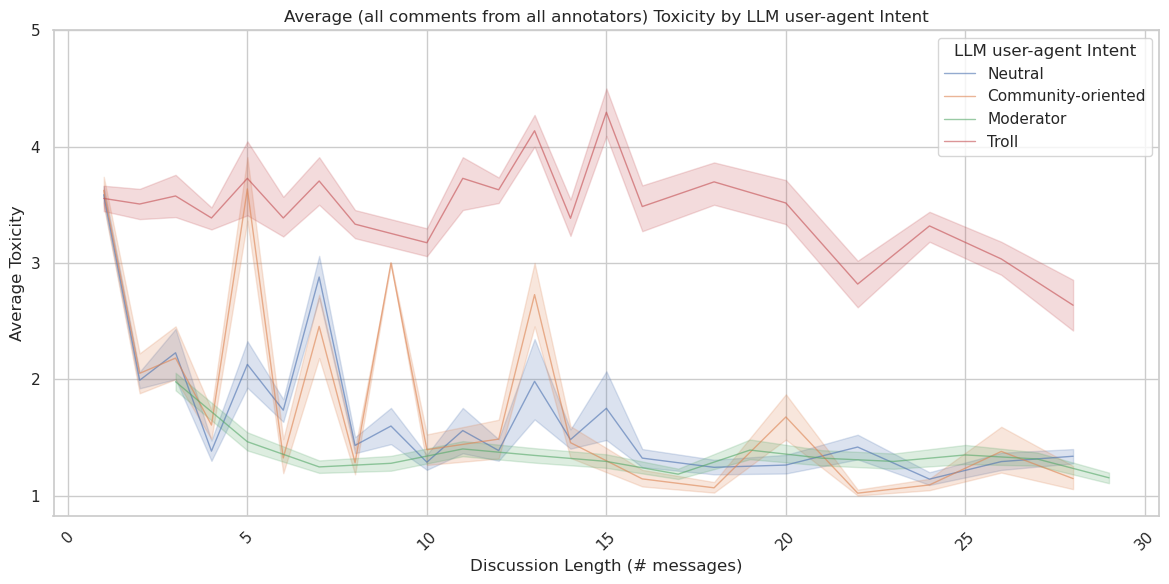 Average (all comments from all annotators) Toxicity by LLM user-agent Intent
5
4
3
2
1
Average Toxicity
LLM user-agent Intent
Neutral
Community-oriented
Moderator
Troll
0
5
10
15
20
25
30
Discussion Length (# messages)